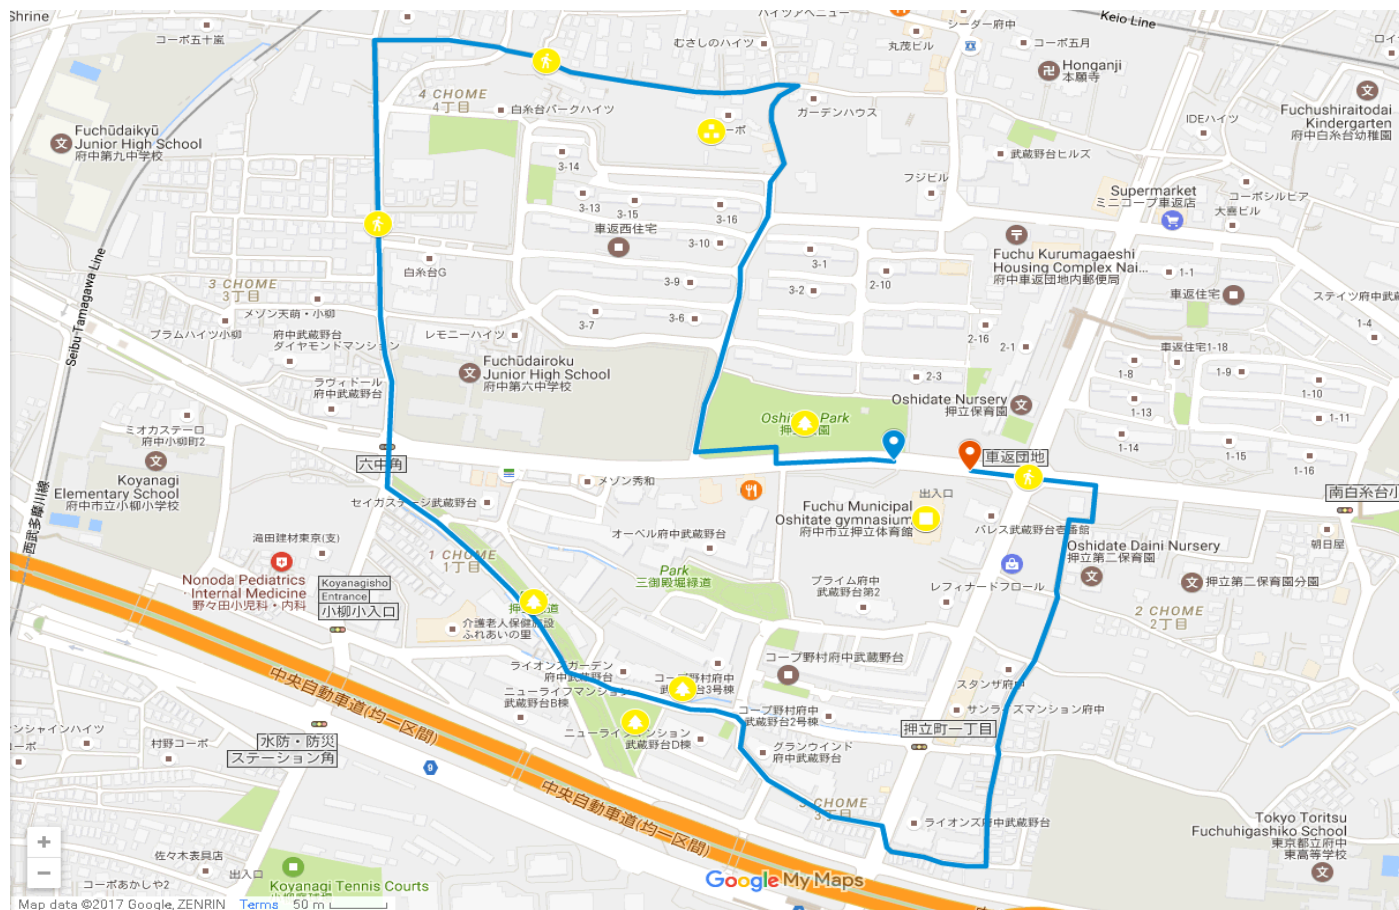 Shrine
コーポ五十嵐
ハイツアベニュー
むさしのハイツ
丸茂ビル
シーダー府中
コーポ五月
Keio Line
Honganji
本願寺
Fuchushiraitodai
Kindergarten
府中白糸台幼稚園
IDEハイツ
Fuchūdaikyū
Junior High School
府中第九中学校
4 CHOME
4丁目
白糸台パークハイツ
ガーデンハウス
武蔵野台ヒルズ
フジビル
Supermarket
ミニコープ車返店
コーポシルビア
大喜ビル
3-14
3-13
3-15
3-16
車返西住宅
3-10
3-1
3-9
3-2
2-10
3-7
3-6
2-16
2-1
2-3
Fuchu Kurumagaeshi
Housing Complex Nai...
府中車返団地内郵便局
1-1
車返住宅
ステイツ府中武蔵
1-4
車返住宅1-18
1-8
1-9
1-10
1-13
1-11
1-14
1-15
1-16
Seibu Tamagawa Line
3 CHOME
3丁目
白糸台G
メゾン天萌・小柳
プラムハイツ小柳
府中武蔵野台
ダイヤモンドマンション
レモニーハイツ
Fuchūdairoku
Junior High School
府中第六中学校
ラヴィドール
府中武蔵野台
Oshidate Nursery
押立保育園
ミオカステーロ
府中小柳町2
六中角
車返団地
Koyanagi
Elementary School
府中市立小柳小学校
西武多摩川線
セイガステージ武蔵野台
メゾン秀和
出入口
Fuchu Municipal
Oshitate gymnasium
府中市立押立体育館
南白糸台小
パレス武蔵野台壱番館
朝日屋
滝田建材東京(支)
Nonoda Pediatrics
Internal Medicine
野々田小児科・内科
Koyanagisho
Entrance
小柳小入口
1 CHOME
1丁目
オーベル府中武蔵野台
Park
三御殿堀緑道
プライム府中
武蔵野台第2
レフィナードフロール
Oshidate Daini Nursery
押立第二保育園
押立第二保育園分園
2 CHOME
2丁目
介護老人保健施設
ふれあいの里
ライオンズガーデン
府中武蔵野台
ニューライフマンション
武蔵野台B棟
コープ野村府中武蔵野台
スタンザ府中
サンライズマンション府中
コープ野村府中
武蔵野台2号棟
押立町一丁目
グランウインド
府中武蔵野台
武蔵野台D棟
中央自動車道(均一区間)
村野コーポ
水防・防災
ステーション角
9
中央自動車道(均一区間)
3 CHOME
3丁目
ライオンズ府中武蔵野台
Tokyo Toritsu
Fuchuhigashiko School
東京都立府中
東高等学校
佐々木表具店
出入口
コーポあかしや2
Koyanagi Tennis Courts
Google My Maps
Map data ©2017 Google, ZENRIN Terms 50 m